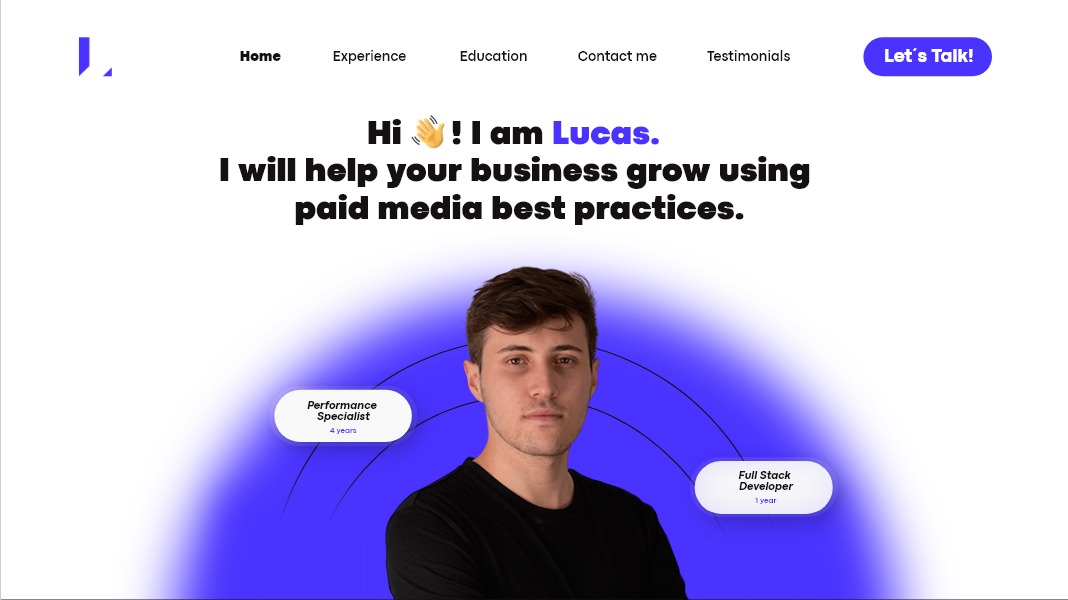 Home Experience Education Contact me Testimonials Let´s Talk!
Hi 👋! I am Lucas.
I will help your business grow using
paid media best practices.
Performance
Specialist
4 years
Full Stack
Developer
1 year